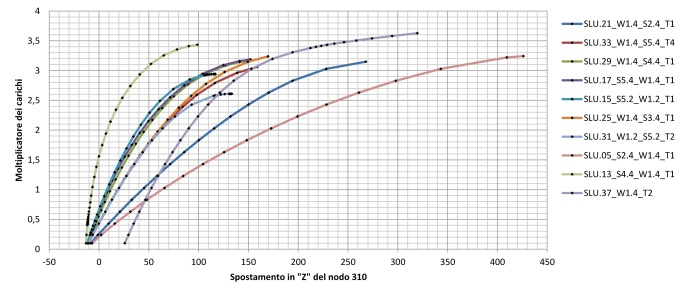 4
3,5
3
2,5
2
1,5
1
0,5
0
Moltiplicatore dei carichi
-50
0
50
100
150
200
250
300
350
400
450
Spostamento in "Z" del nodo 310
SLU.21_W1.4_S2.4_T1
SLU.33_W1.4_S5.4_T4
SLU.29_W1.4_S4.4_T1
SLU.17_S5.4_W1.4_T1
SLU.15_S5.2_W1.2_T1
SLU.25_W1.4_S3.4_T1
SLU.31_W1.2_S5.2_T2
SLU.05_S2.4_W1.4_T1
SLU.13_S4.4_W1.4_T1
SLU.37_W1.4_T2